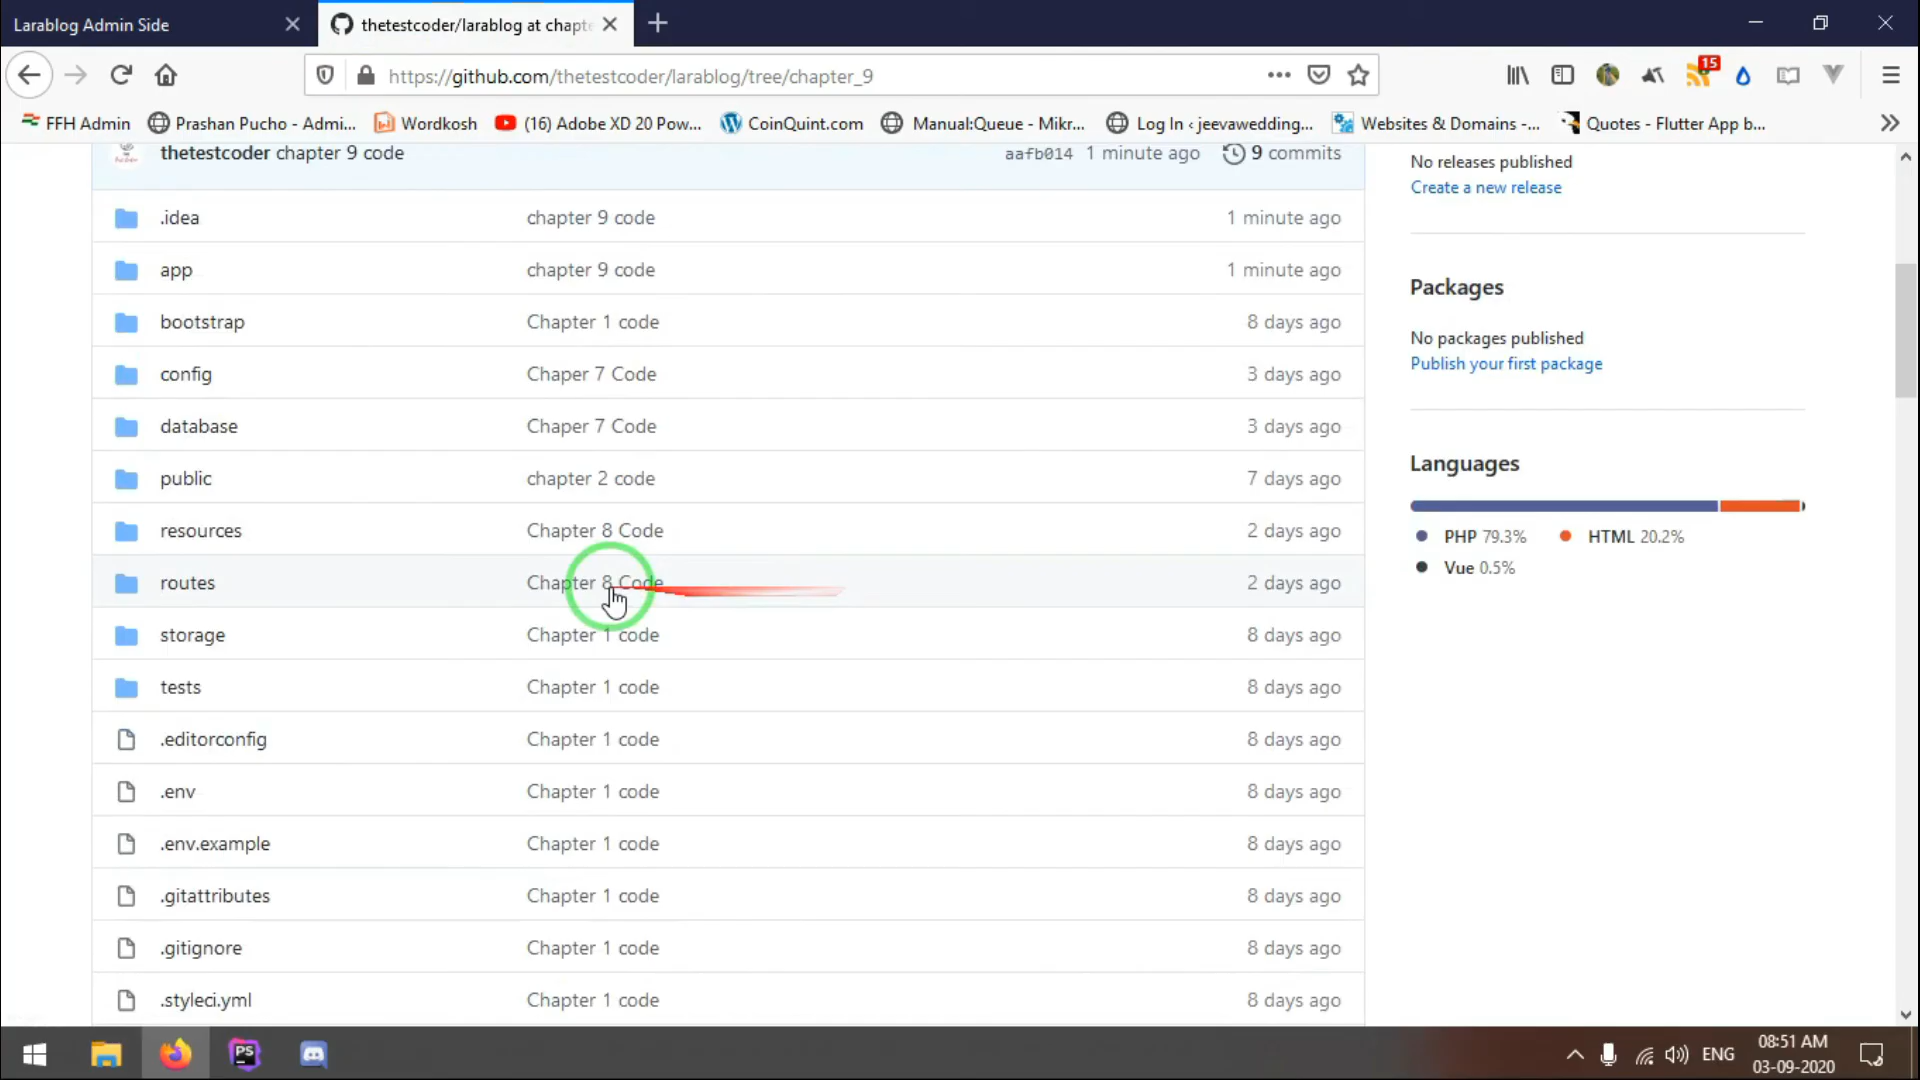 Larablog Admin Side
thetestcoder/larablog at chapte
https://github.com/thetestcoder/larablog/tree/chapter_9
15
FFH Admin
Prashan Pucho - Admi...
Wordkosh
(16) Adobe XD 20 Pow...
CoinQuint.com
Manual:Queue - Mikr...
Log In ‹ jeevawedding...
Websites & Domains -...
Quotes - Flutter App b...
thetestcoder chapter 9 code aafb014 1 minute ago 9 commits
.idea chapter 9 code 1 minute ago
app chapter 9 code 1 minute ago
bootstrap Chapter 1 code 8 days ago
config Chaper 7 Code 3 days ago
database Chaper 7 Code 3 days ago
public chapter 2 code 7 days ago
resources Chapter 8 Code 2 days ago
routes Chapter 8 Code 2 days ago
storage Chapter 1 code 8 days ago
tests Chapter 1 code 8 days ago
.editorconfig Chapter 1 code 8 days ago
.env Chapter 1 code 8 days ago
.env.example Chapter 1 code 8 days ago
.gitattributes Chapter 1 code 8 days ago
.gitignore Chapter 1 code 8 days ago
.styleci.yml Chapter 1 code 8 days ago
No releases published
Create a new release
Packages
No packages published
Publish your first package
Languages
PHP 79.3% HTML 20.2%
Vue 0.5%
PS
ENG
08:51 AM
03-09-2020